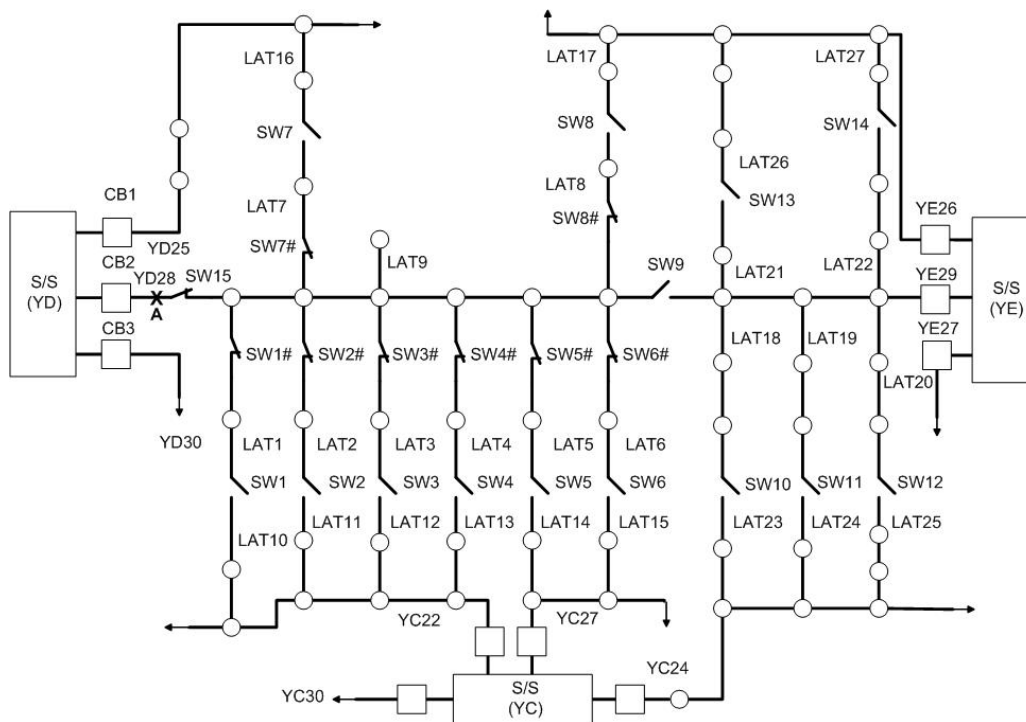 LAT16
LAT17
LAT27
SW7
SW8
SW14
LAT26
CB1
LAT7
LAT8
SW13
YE26
YD25
SW7#
SW8#
CB2
S/S
(YD)
YD28
SW15
LAT9
SW9
LAT21
LAT22
YE29
S/S
(YE)
A
CB3
YE27
SW1#
SW2#
SW3#
SW4#
SW5#
SW6#
LAT18
LAT19
LAT20
YD30
LAT1
LAT2
LAT3
LAT4
LAT5
LAT6
SW1
SW2
SW3
SW4
SW5
SW6
SW10
SW11
SW12
LAT10
LAT11
LAT12
LAT13
LAT14
LAT15
LAT23
LAT24
LAT25
YC22
YC27
YC24
YC30
S/S
(YC)